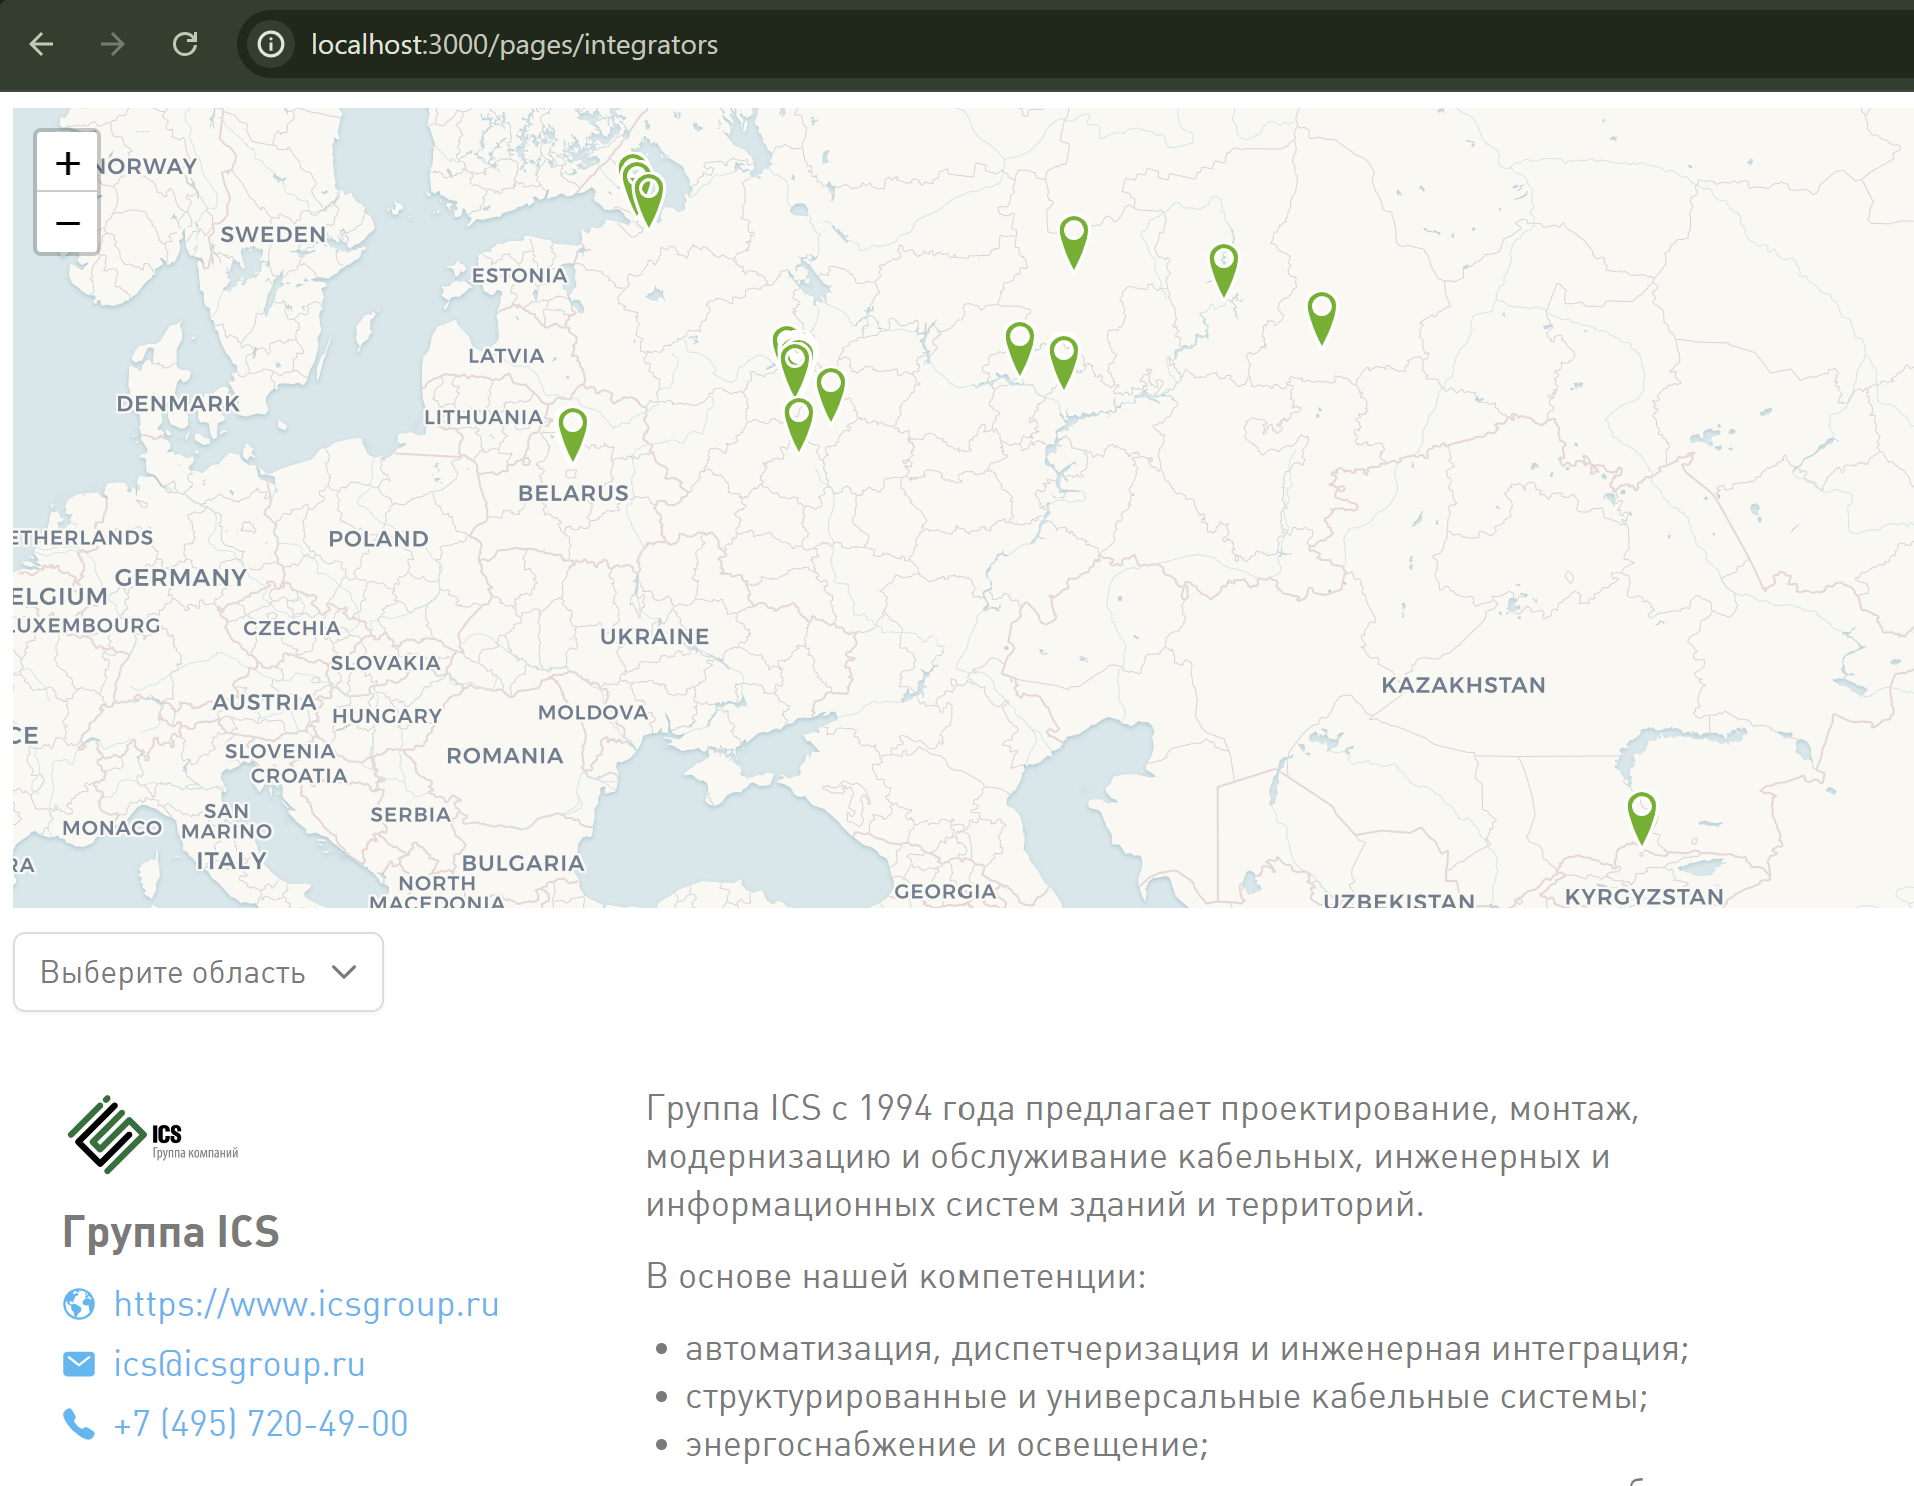 localhost:3000/pages/integrators
+
NORWAY
−
SWEDEN
ESTONIA
LATVIA
DENMARK
LITHUANIA
BELARUS
ETHERLANDS
POLAND
GERMANY
ELGIUM
LUXEMBOURG
CZECHIA
UKRAINE
SLOVAKIA
KAZAKHSTAN
AUSTRIA
HUNGARY
MOLDOVA
CE
SLOVENIA
ROMANIA
CROATIA
SAN
MARINO
SERBIA
MONACO
ITALY
RA
BULGARIA
NORTH
MACEDONIA
GEORGIA
UZBEKISTAN
KYRGYZSTAN
Выберите область
ICS
Группа компаний
Группа ICS
https://www.icsgroup.ru
ics@icsgroup.ru
+7 (495) 720-49-00
Группа ICS с 1994 года предлагает проектирование, монтаж,
модернизацию и обслуживание кабельных, инженерных и
информационных систем зданий и территорий.
В основе нашей компетенции:
• автоматизация, диспетчеризация и инженерная интеграция;
• структурированные и универсальные кабельные системы;
• энергоснабжение и освещение;